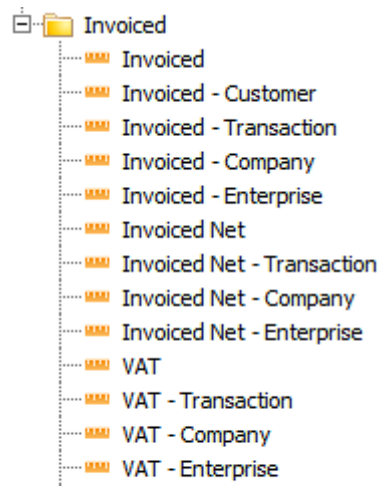 Invoiced
Invoiced
Invoiced - Customer
Invoiced - Transaction
Invoiced - Company
Invoiced - Enterprise
Invoiced Net
Invoiced Net - Transaction
Invoiced Net - Company
Invoiced Net - Enterprise
VAT
VAT - Transaction
VAT - Company
VAT - Enterprise